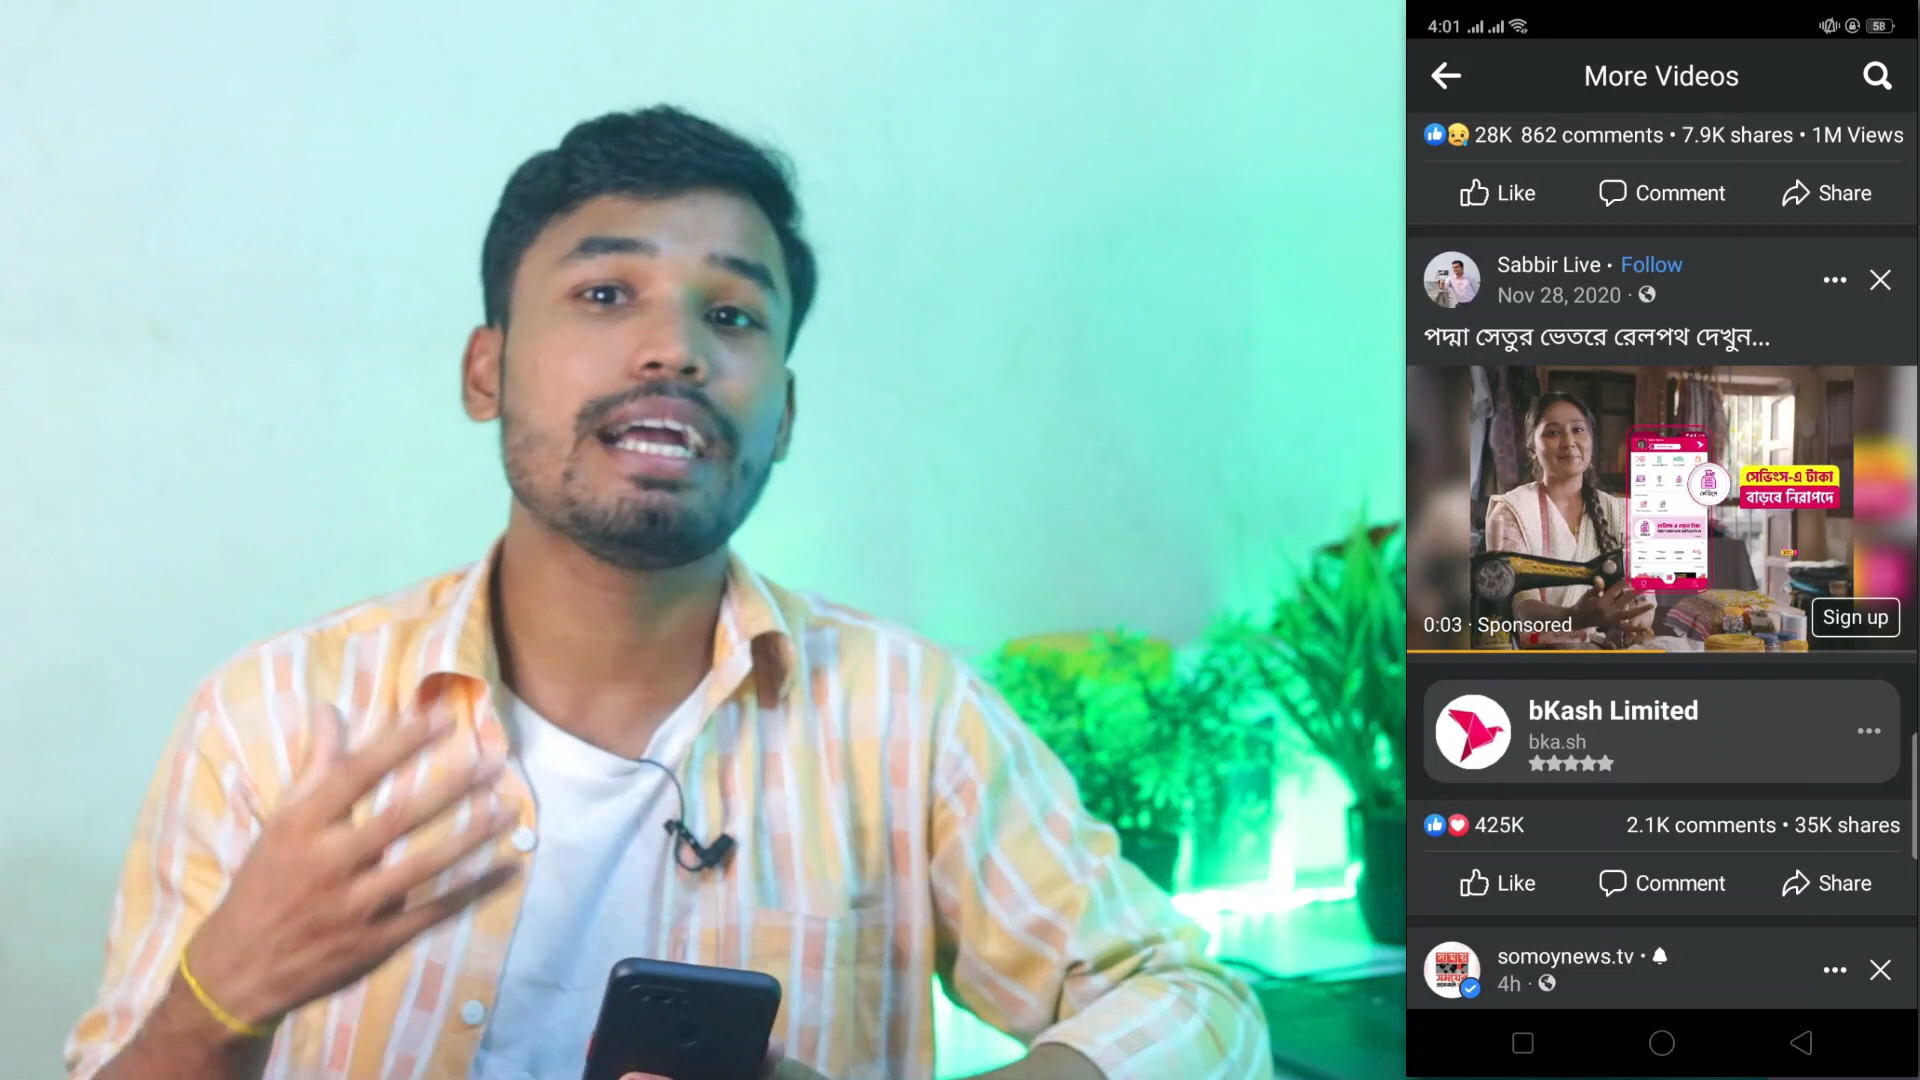 4:01 58
More Videos
28K 862 comments • 7.9K shares • 1M Views
Like Comment Share
Sabbir Live • Follow
Nov 28, 2020 ·
পদ্মা সেতুর ভেতরে রেলপথ দেখুন...
সেভিংস-এ টাকা
বাড়বে নিরাপদে
0:03 · Sponsored
Sign up
bKash Limited
bka.sh
425K 2.1K comments • 35K shares
Like Comment Share
somoynews.tv •
4h ·